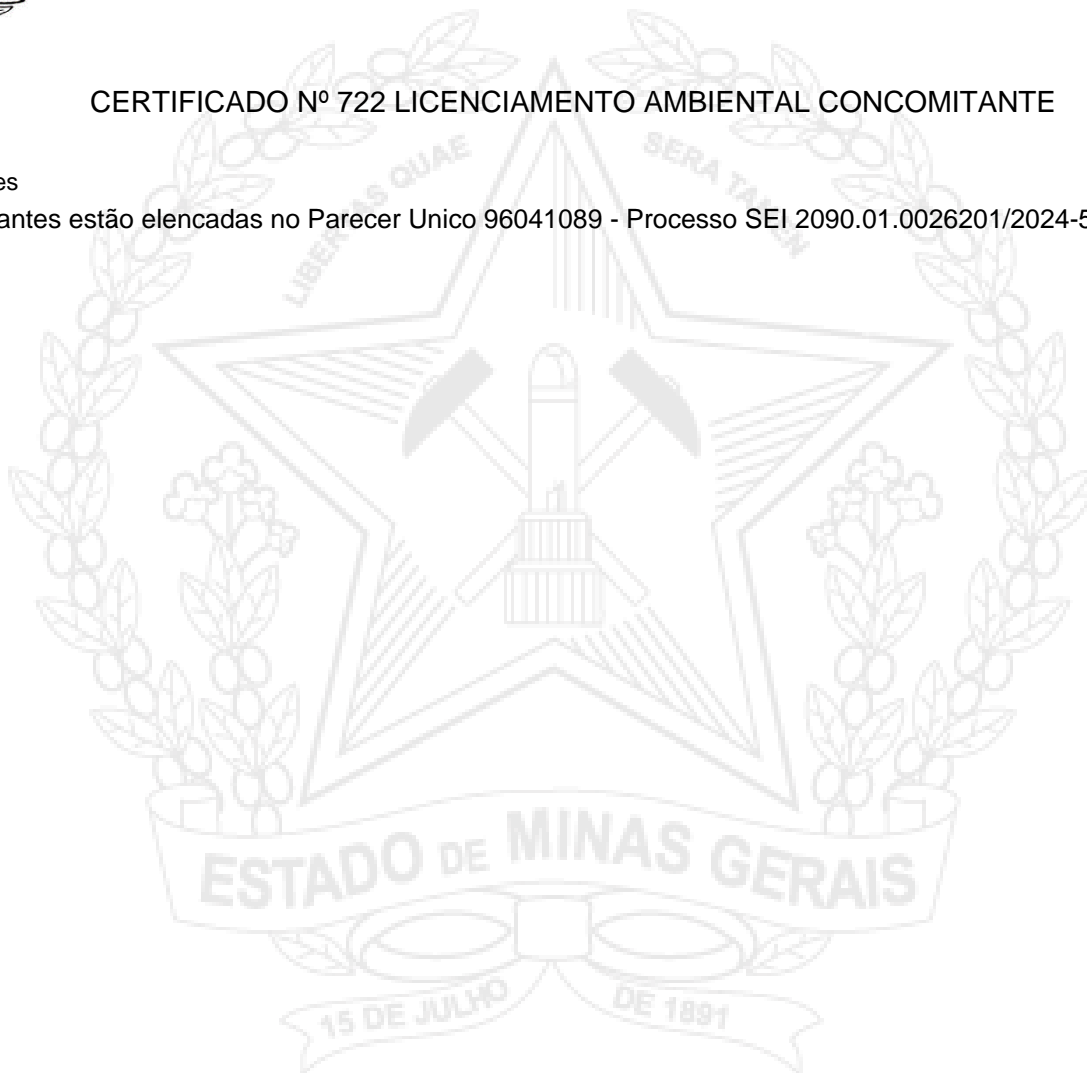 CERTIFICADO Nº 722 LICENCIAMENTO AMBIENTAL CONCOMITANTE
es
antes estão elencadas no Parecer Unico 96041089 - Processo SEI 2090.01.0026201/2024-5
LIBERTAS QUAE SERA TAMEN
ESTADO DE MINAS GERAIS
15 DE JULHO DE 1891